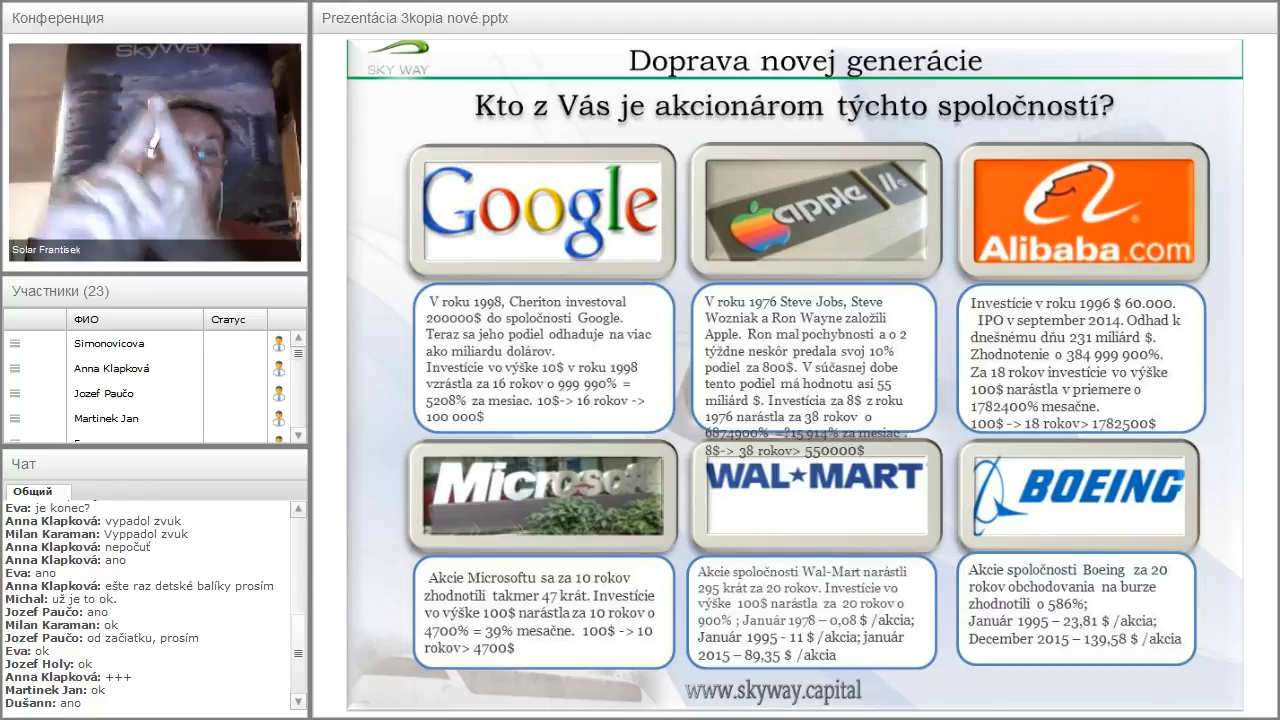 Конференция
SkyWay
Solar Frantisek
Участники (23)
ФИО
Статус
Simonovicova
Anna Klapková
Jozef Paučo
Martinek Jan
Чат
Общий
Eva: je konec?
Anna Klapková: vypadol zvuk
Milan Karaman: Vyppadol zvuk
Anna Klapková: nepočuť
Anna Klapková: ano
Eva: ano
Anna Klapková: ešte raz detské balíky prosím
Michal: už je to ok.
Jozef Paučo: ano
Milan Karaman: ok
Jozef Paučo: od začiatku, prosím
Eva: ok
Jozef Holy: ok
Anna Klapková: +++
Martinek Jan: ok
Dušann: ano
Prezentácia 3kopia nové.pptx
SKY WAY
Doprava novej generácie
Kto z Vás je akcionárom týchto spoločností?
Google
V roku 1998, Cheriton investoval
200000$ do spoločnosti Google.
Teraz sa jeho podiel odhaduje na viac
ako miliardu dolárov.
Investície vo výške 10$ v roku 1998
vzrástla za 16 rokov o 999 990% =
5208% za mesiac. 10$-> 16 rokov ->
100 000$
apple
V roku 1976 Steve Jobs, Steve
Wozniak a Ron Wayne založili
Apple. Ron mal pochybnosti a o 2
týždne neskór predala svoj 10%
podiel za 800$. V súčasnej dobe
tento podiel má hodnotu asi 55
miliárd $. Investícia za 8$ z roku
1976 narástla za 38 rokov o
6874900% =?15 914% za mesiac .
8$-> 38 rokov> 550000$
Alibaba.com
Investície v roku 1996 $ 60.000.
IPO v september 2014. Odhad k
dnešnému dňu 231 miliárd $.
Zhodnotenie o 384 999 900%.
Za 18 rokov investície vo výške
100$ narástla v priemere o
1782400% mesačne.
100$ -> 18 rokov> 1782500$
Microsoft
Akcie Microsoftu sa za 10 rokov
zhodnotili takmer 47 krát. Investície
vo výške 100$ narástla za 10 rokov o
4700% = 39% mesačne. 100$ -> 10
rokov> 4700$
WAL★MART
Akcie spoločnosti Wal-Mart narástli
295 krát za 20 rokov. Investície vo
výške 100$ narástla za 20 rokov o
900% ; Január 1978 – 0,08 $ /akcia;
Január 1995 - 11 $ /akcia; január
2015 – 89,35 $ /akcia
BOEING
Akcie spoločnosti Boeing za 20
rokov obchodovania na burze
zhodnotili o 586%;
Január 1995 – 23,81 $ /akcia;
December 2015 – 139,58 $ /akcia
www.skyway.capital